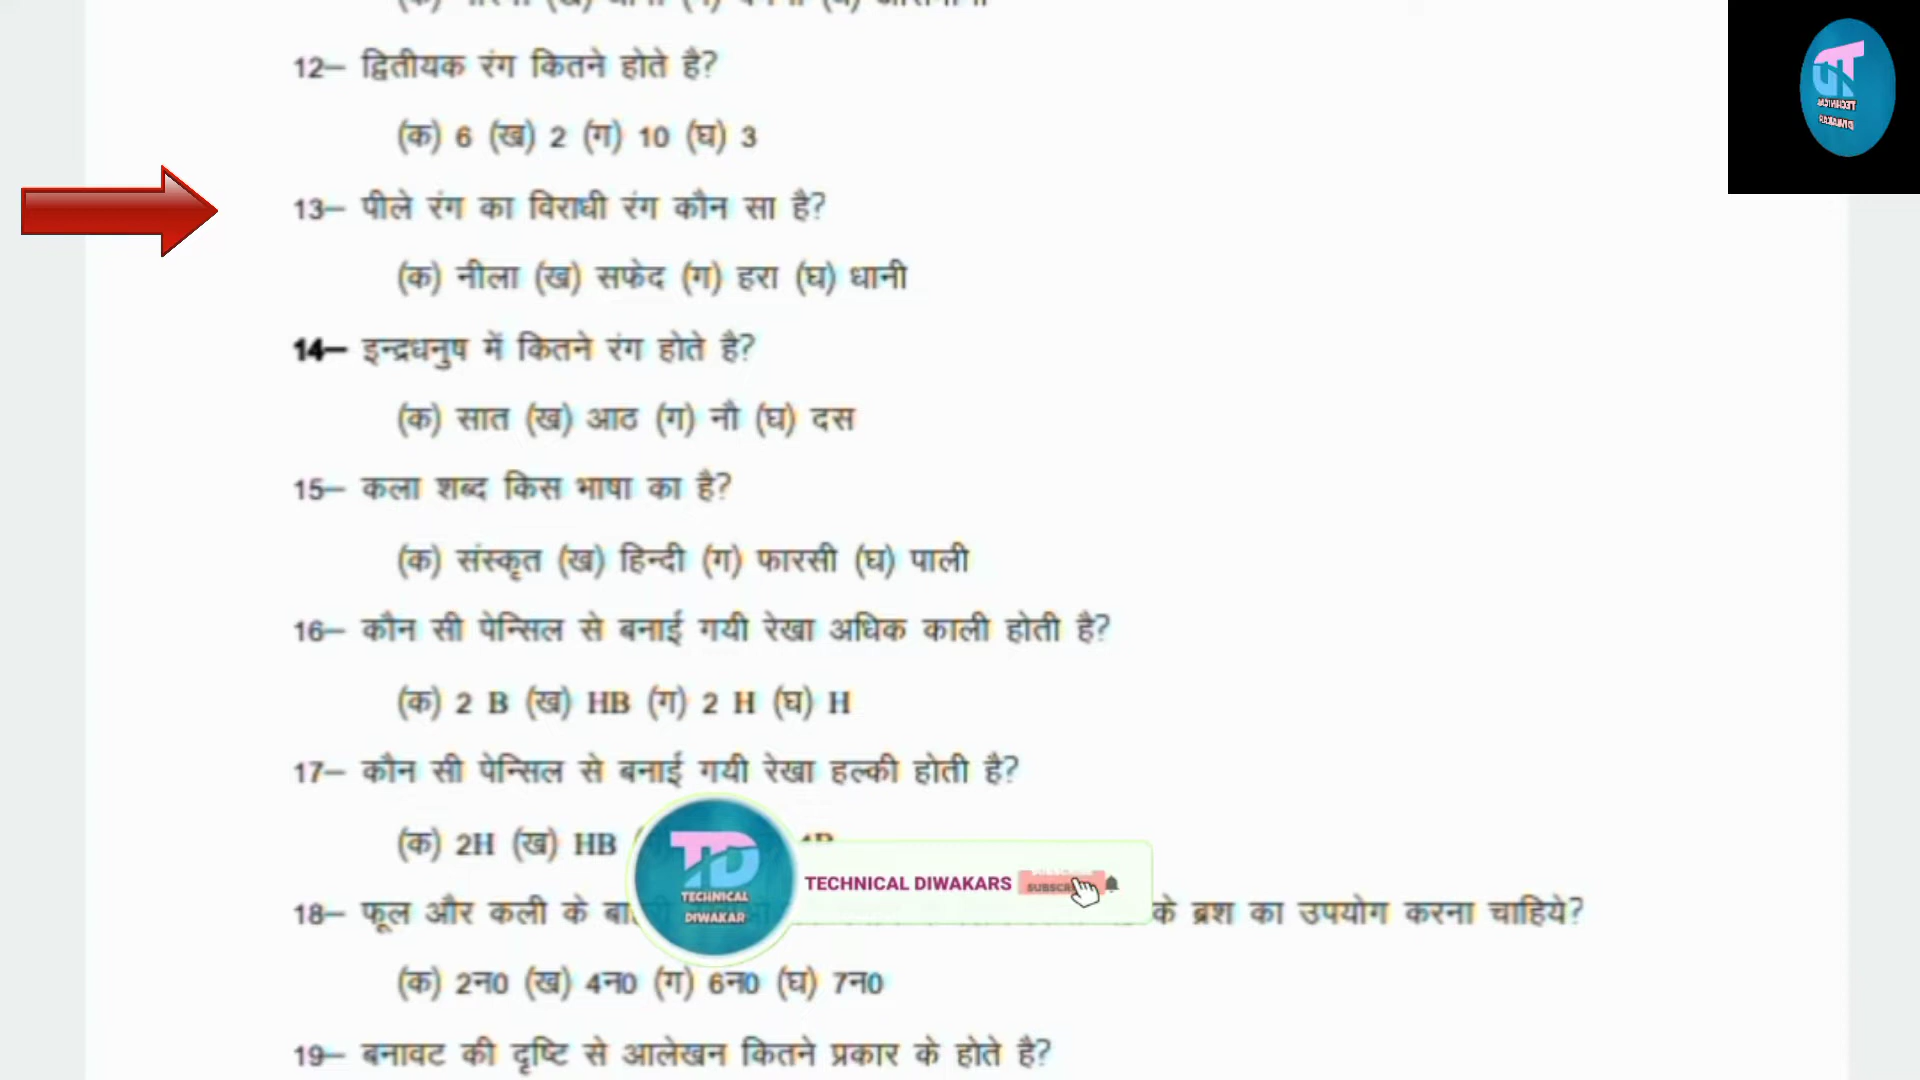 12– द्वितीयक रंग कितने होते है?
(क) 6 (ख) 2 (ग) 10 (घ) 3
13– पीले रंग का विराधी रंग कौन सा है?
(क) नीला (ख) सफेद (ग) हरा (घ) धानी
14– इन्द्रधनुष में कितने रंग होते है?
(क) सात (ख) आठ (ग) नौ (घ) दस
15– कला शब्द किस भाषा का है?
(क) संस्कृत (ख) हिन्दी (ग) फारसी (घ) पाली
16– कौन सी पेन्सिल से बनाई गयी रेखा अधिक काली होती है?
(क) 2 B (ख) HB (ग) 2 H (घ) H
17– कौन सी पेन्सिल से बनाई गयी रेखा हल्की होती है?
(क) 2H (ख) HB
TECHNICAL DIWAKAR
TECHNICAL DIWAKARS
18– फूल और कली के के ब्रश का उपयोग करना चाहिये?
(क) 2न0 (ख) 4न0 (ग) 6न0 (घ) 7न0
19– बनावट की दृष्टि से आलेखन कितने प्रकार के होते है?